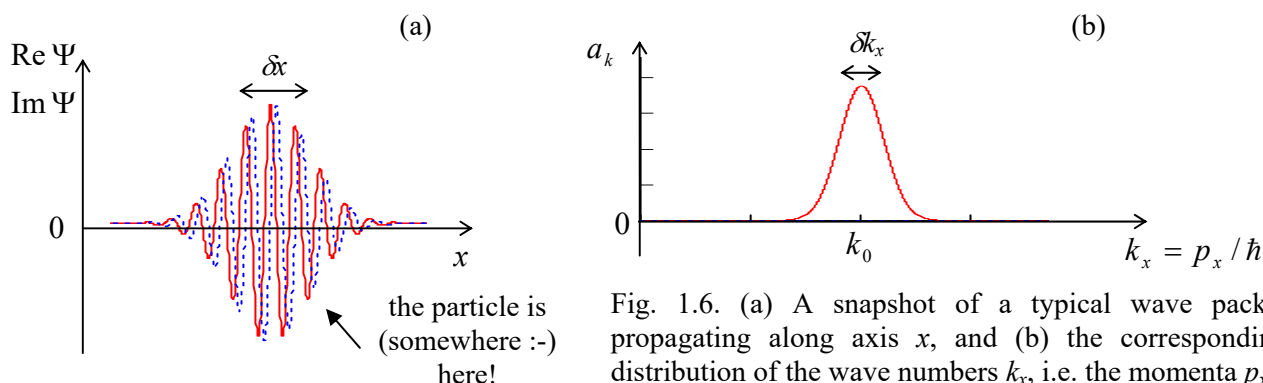 (a)
Re Ψ
Im Ψ
δx
0
x
the particle is
(somewhere :-)
here!
(b)
a_k
δk_x
0
k_0
k_x = p_x / ħ
Fig. 1.6. (a) A snapshot of a typical wave pack
propagating along axis x, and (b) the correspondin
distribution of the wave numbers k_x, i.e. the momenta p_x